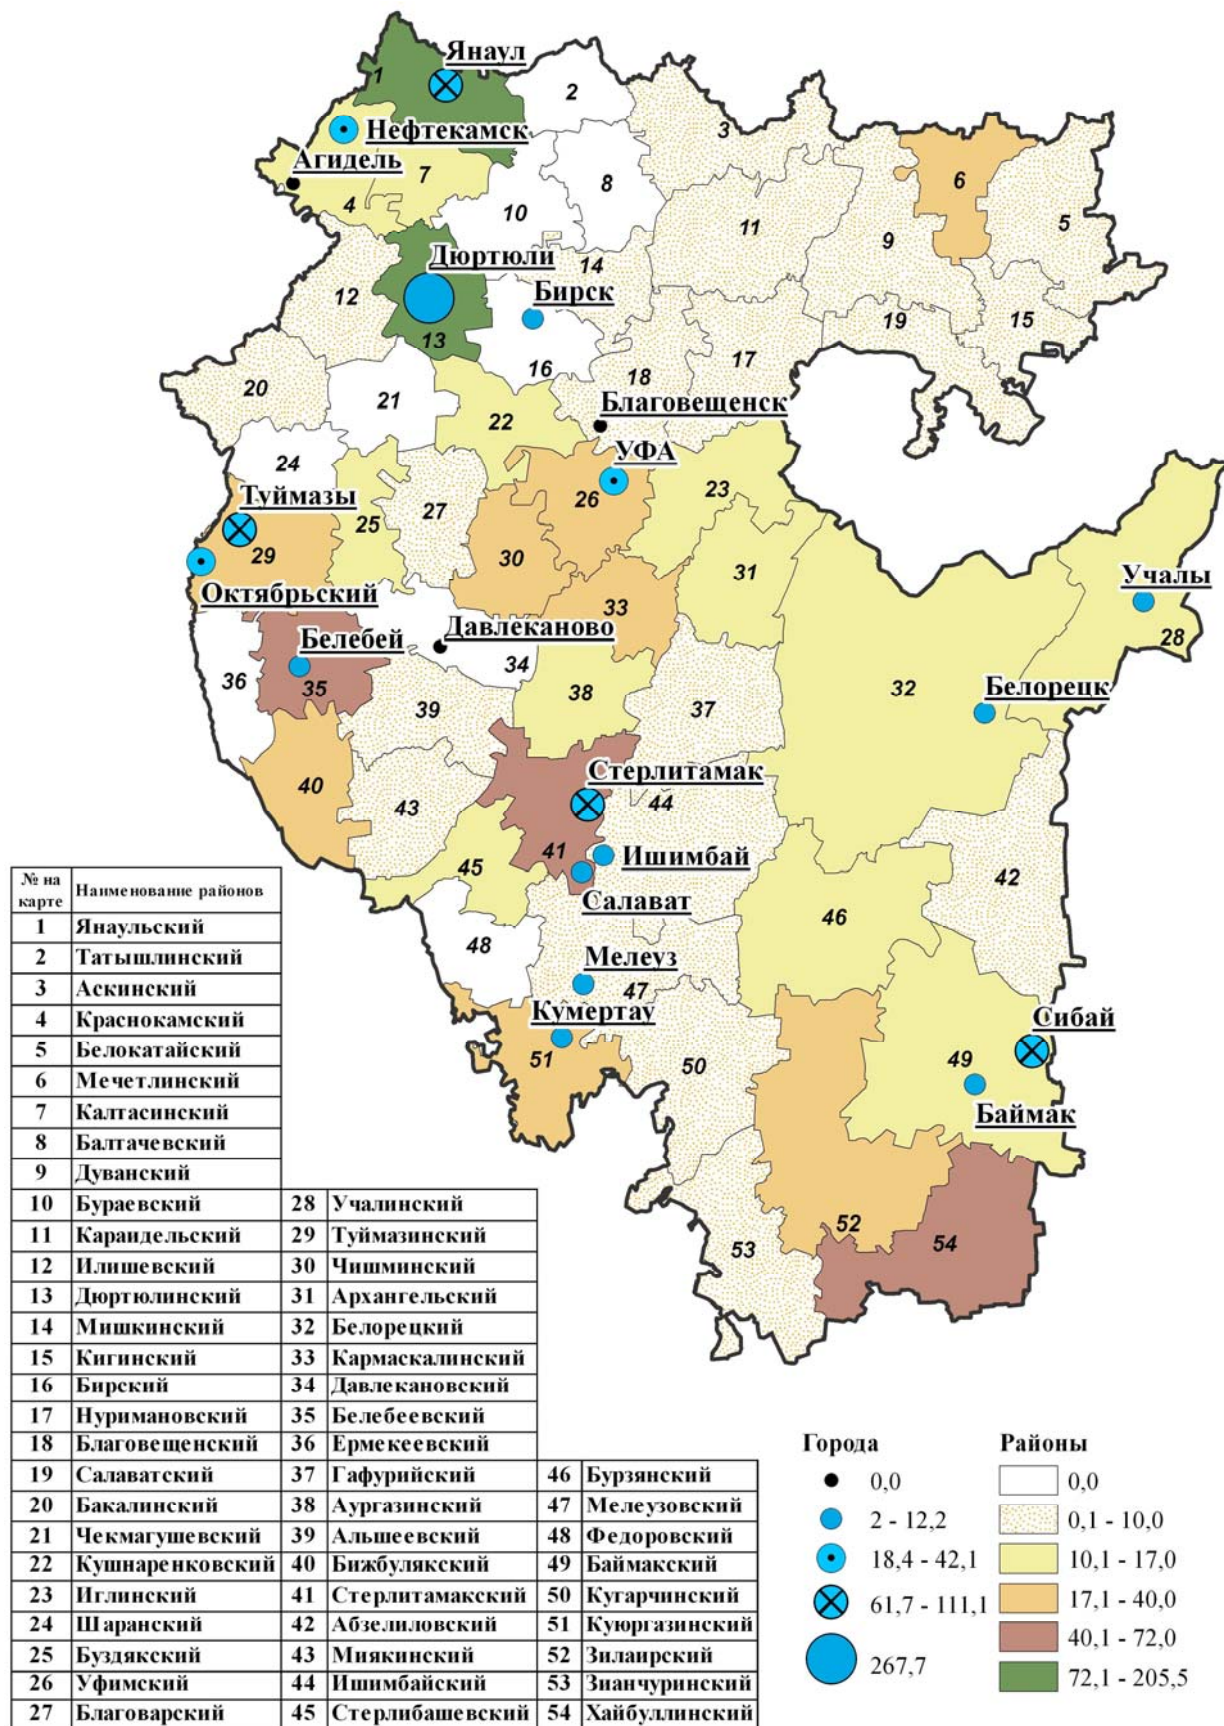 Янаул
1
2
Нефтекамск
3
Агидель
7
8
6
4
10
11
9
5
Дюртюли
14
12
Бирск
19
15
13
16
17
20
18
21
Благовещенск
22
УФА
24
26
23
Туймазы
25
27
29
30
31
Учалы
Октябрьский
33
Белебей
Давлеканово
28
36
35
34
38
32
Белорецк
39
37
40
Стерлитамак
43
44
45
41
Ишимбай
42
Салават
46
48
Мелеуз
47
Кумертау
Сибай
51
50
49
Баймак
53
52
54
№ на карте Наименование районов
1 Янаульский
2 Татышлинский
3 Аскинский
4 Краснокамский
5 Белокатайский
6 Мечетлинский
7 Калтасинский
8 Балтачевский
9 Дуванский
10 Бураевский 28 Учалинский
11 Караидельский 29 Туймазинский
12 Илишевский 30 Чишминский
13 Дюртюлинский 31 Архангельский
14 Мишкинский 32 Белорецкий
15 Кигинский 33 Кармаскалинский
16 Бирский 34 Давлекановский
17 Нуримановский 35 Белебеевский
18 Благовещенский 36 Ермекеевский
19 Салаватский 37 Гафурийский 46 Бурзянский
20 Бакалинский 38 Аургазинский 47 Мелеузовский
21 Чекмагушевский 39 Альшеевский 48 Федоровский
22 Кушнаренковский 40 Бижбулякский 49 Баймакский
23 Иглинский 41 Стерлитамакский 50 Кугарчинский
24 Шаранский 42 Абзелиловский 51 Куюргазинский
25 Буздякский 43 Миякинский 52 Зилаирский
26 Уфимский 44 Ишимбайский 53 Зианчуринский
27 Благоварский 45 Стерлибашевский 54 Хайбуллинский
Города
0,0
2 - 12,2
18,4 - 42,1
61,7 - 111,1
267,7
Районы
0,0
0,1 - 10,0
10,1 - 17,0
17,1 - 40,0
40,1 - 72,0
72,1 - 205,5